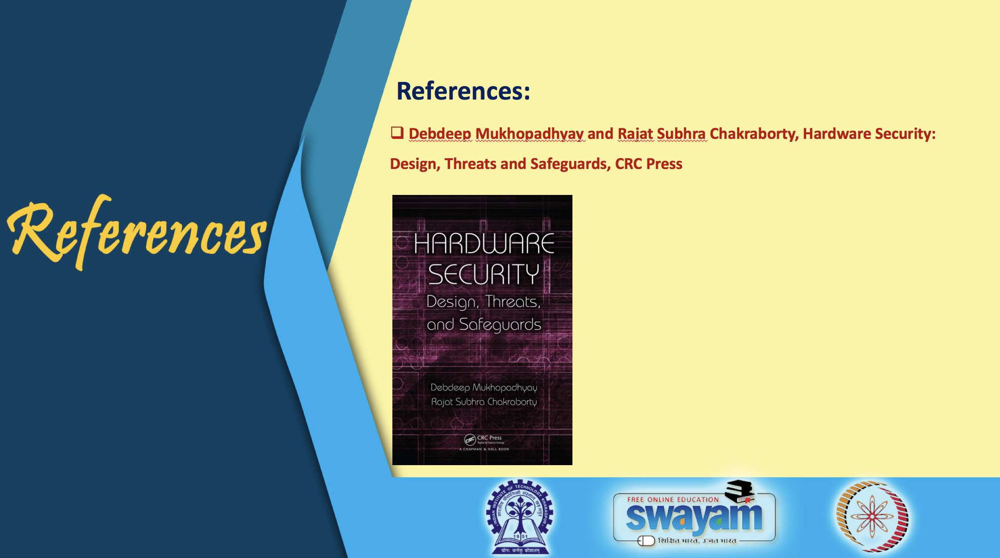 References
References:
❑ Debdeep Mukhopadhyay and Rajat Subhra Chakraborty, Hardware Security:
Design, Threats and Safeguards, CRC Press
HARDWARE
SECURITY
Design, Threats,
and Safeguards
Debdeep Mukhopadhyay
Rajat Subhra Chakraborty
CRC CRC Press
Taylor & Francis Group
A CHAPMAN & HALL BOOK
INDIAN INSTITUTE OF TECHNOLOGY KHARAGPUR
भारतीय प्रौद्योगिकी संस्थान खड़गपुर
1951
योगः कर्मसु कौशलम्
FREE ONLINE EDUCATION
swayam
शिक्षित भारत, उन्नत भारत